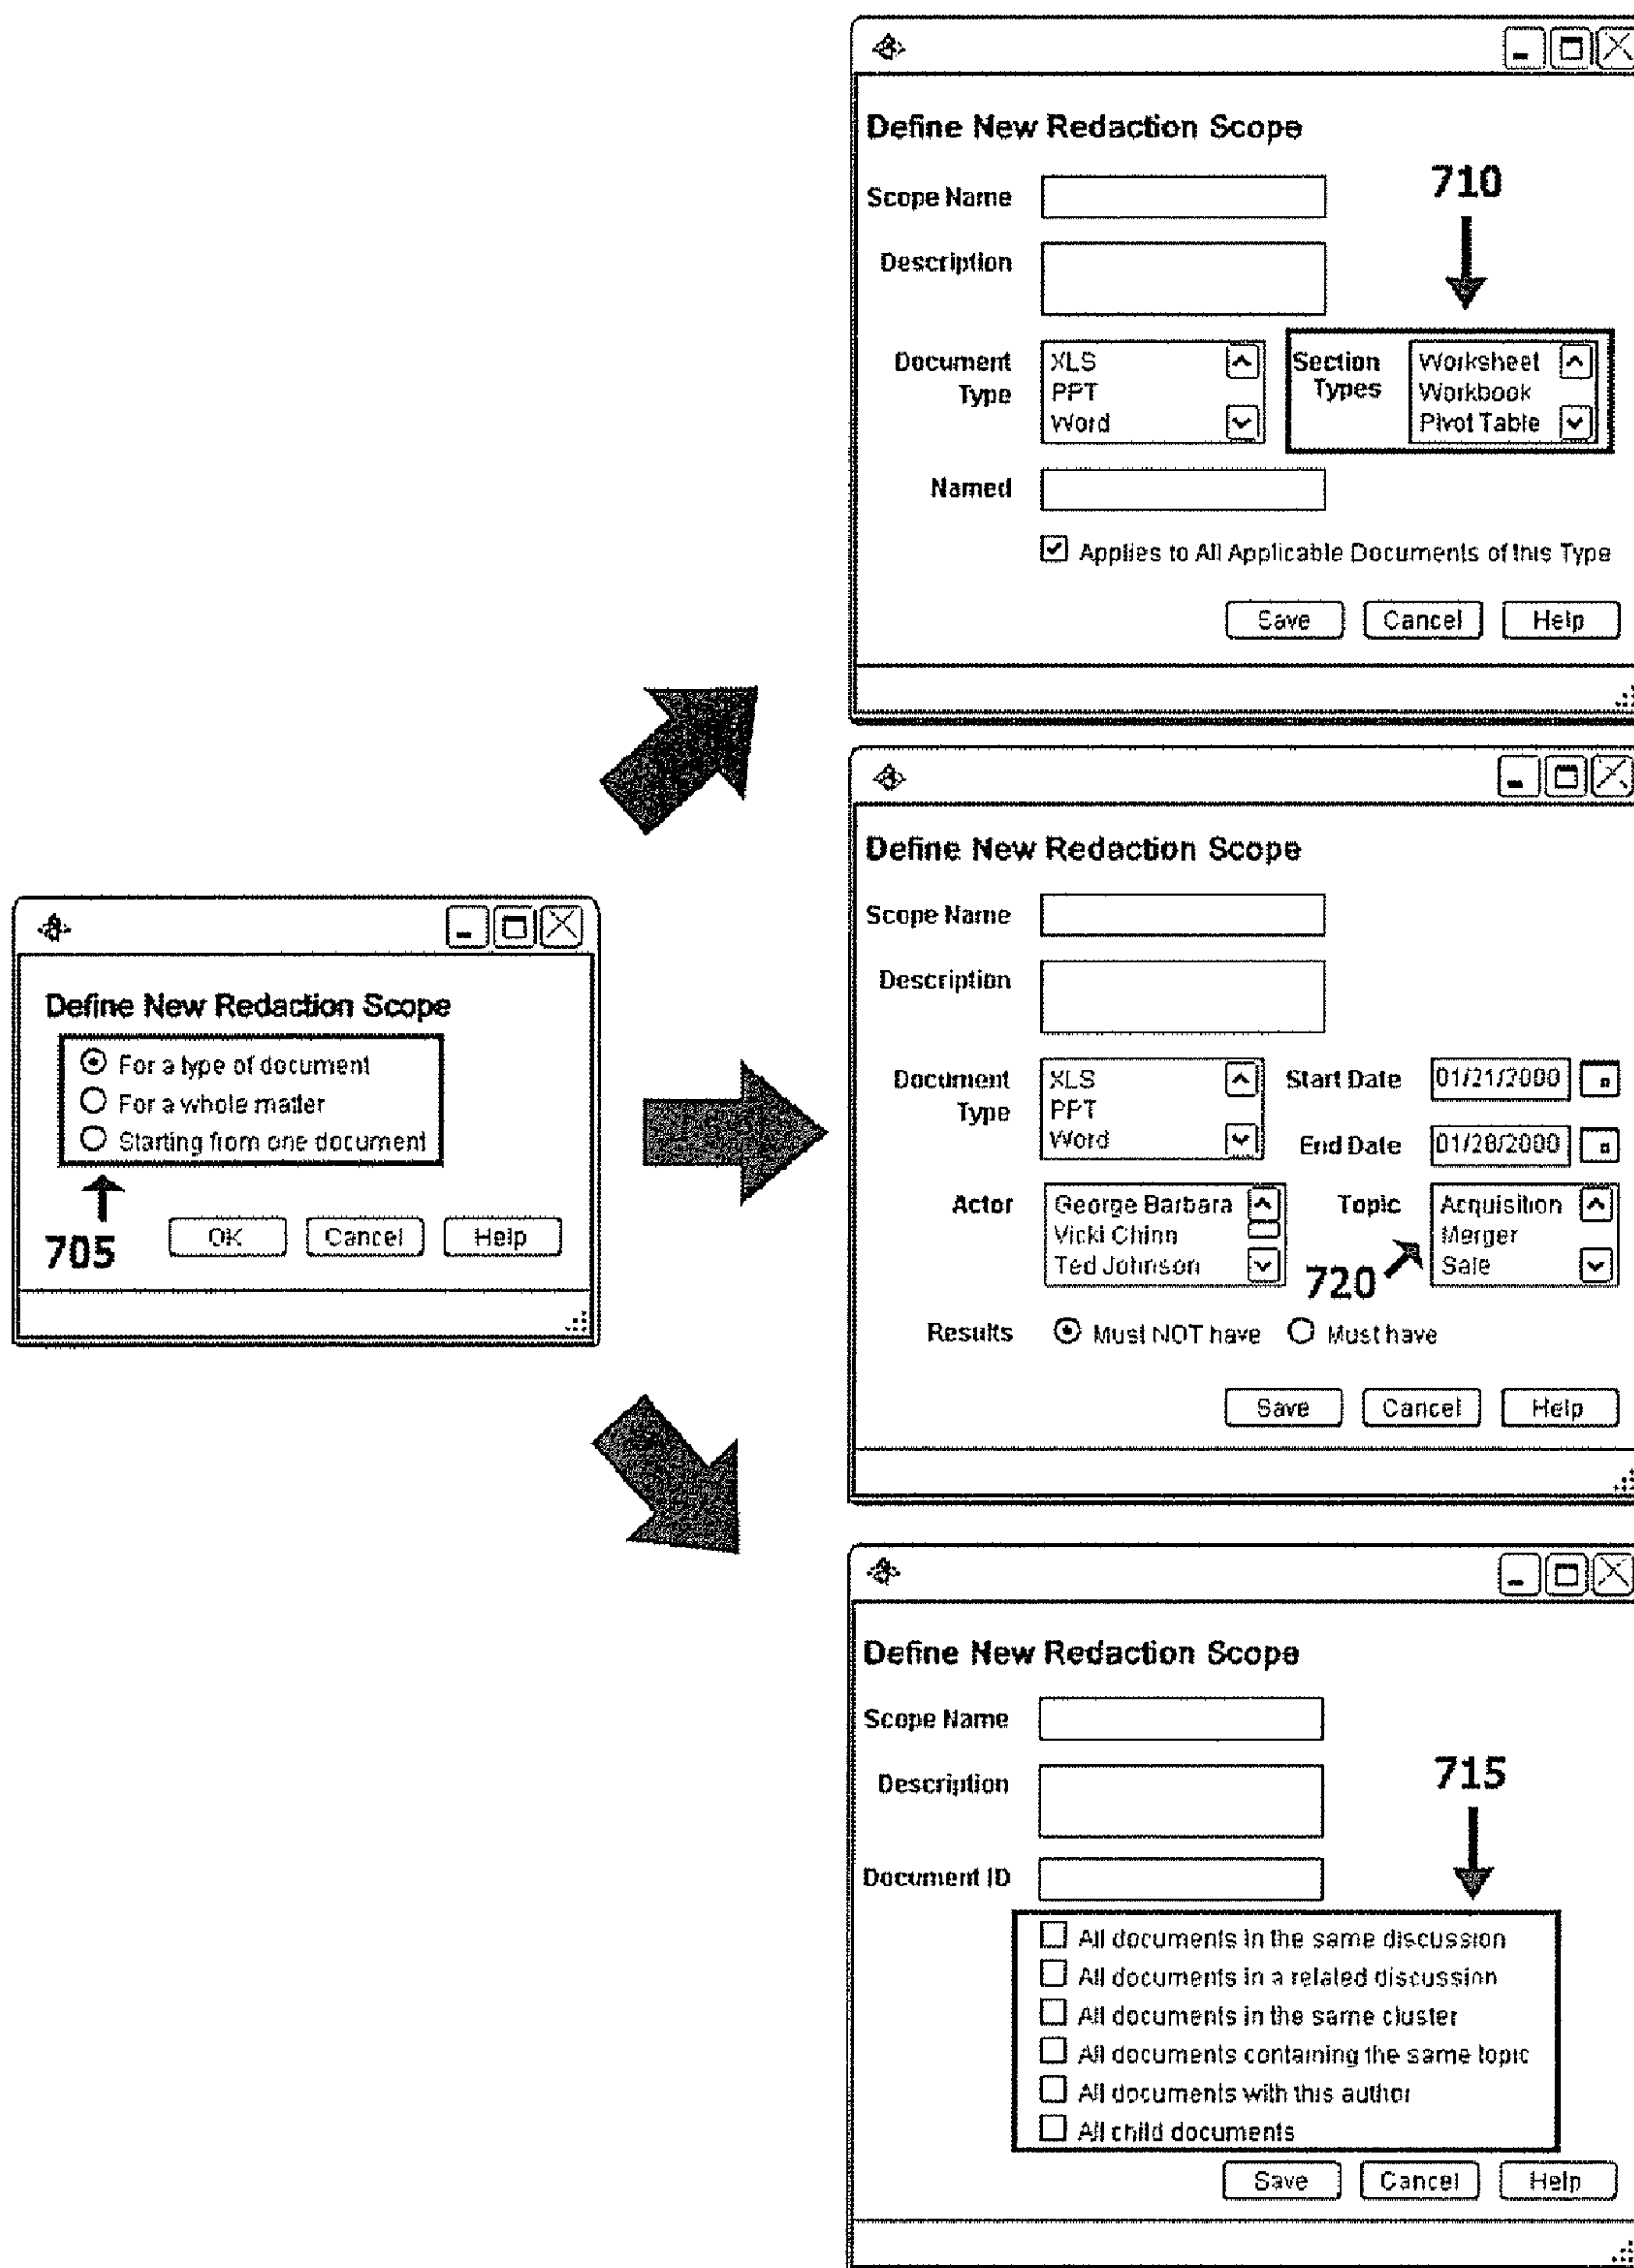 Define New Redaction Scope
For a type of document
For a whole matter
Starting from one document
705
OK Cancel Help
Define New Redaction Scope
Scope Name
710
Description
Document Type
XLS
PPT
Word
Section Types
Worksheet
Workbook
Pivot Table
Named
Applies to All Applicable Documents of this Type
Save Cancel Help
Define New Redaction Scope
Scope Name
Description
Document Type
XLS
PPT
Word
Start Date 01/21/2000
End Date 01/28/2000
Actor
George Barbara
Vicki Chinn
Ted Johnson
Topic
Acquisition
Merger
Sale
720
Results Must NOT have Must have
Save Cancel Help
Define New Redaction Scope
Scope Name
Description
715
Document ID
All documents in the same discussion
All documents in a related discussion
All documents in the same cluster
All documents containing the same topic
All documents with this author
All child documents
Save Cancel Help